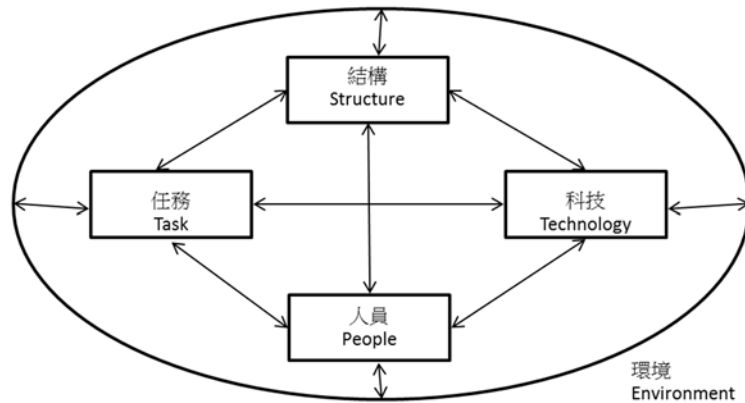 結構
Structure
任務
Task
科技
Technology
人員
People
環境
Environment